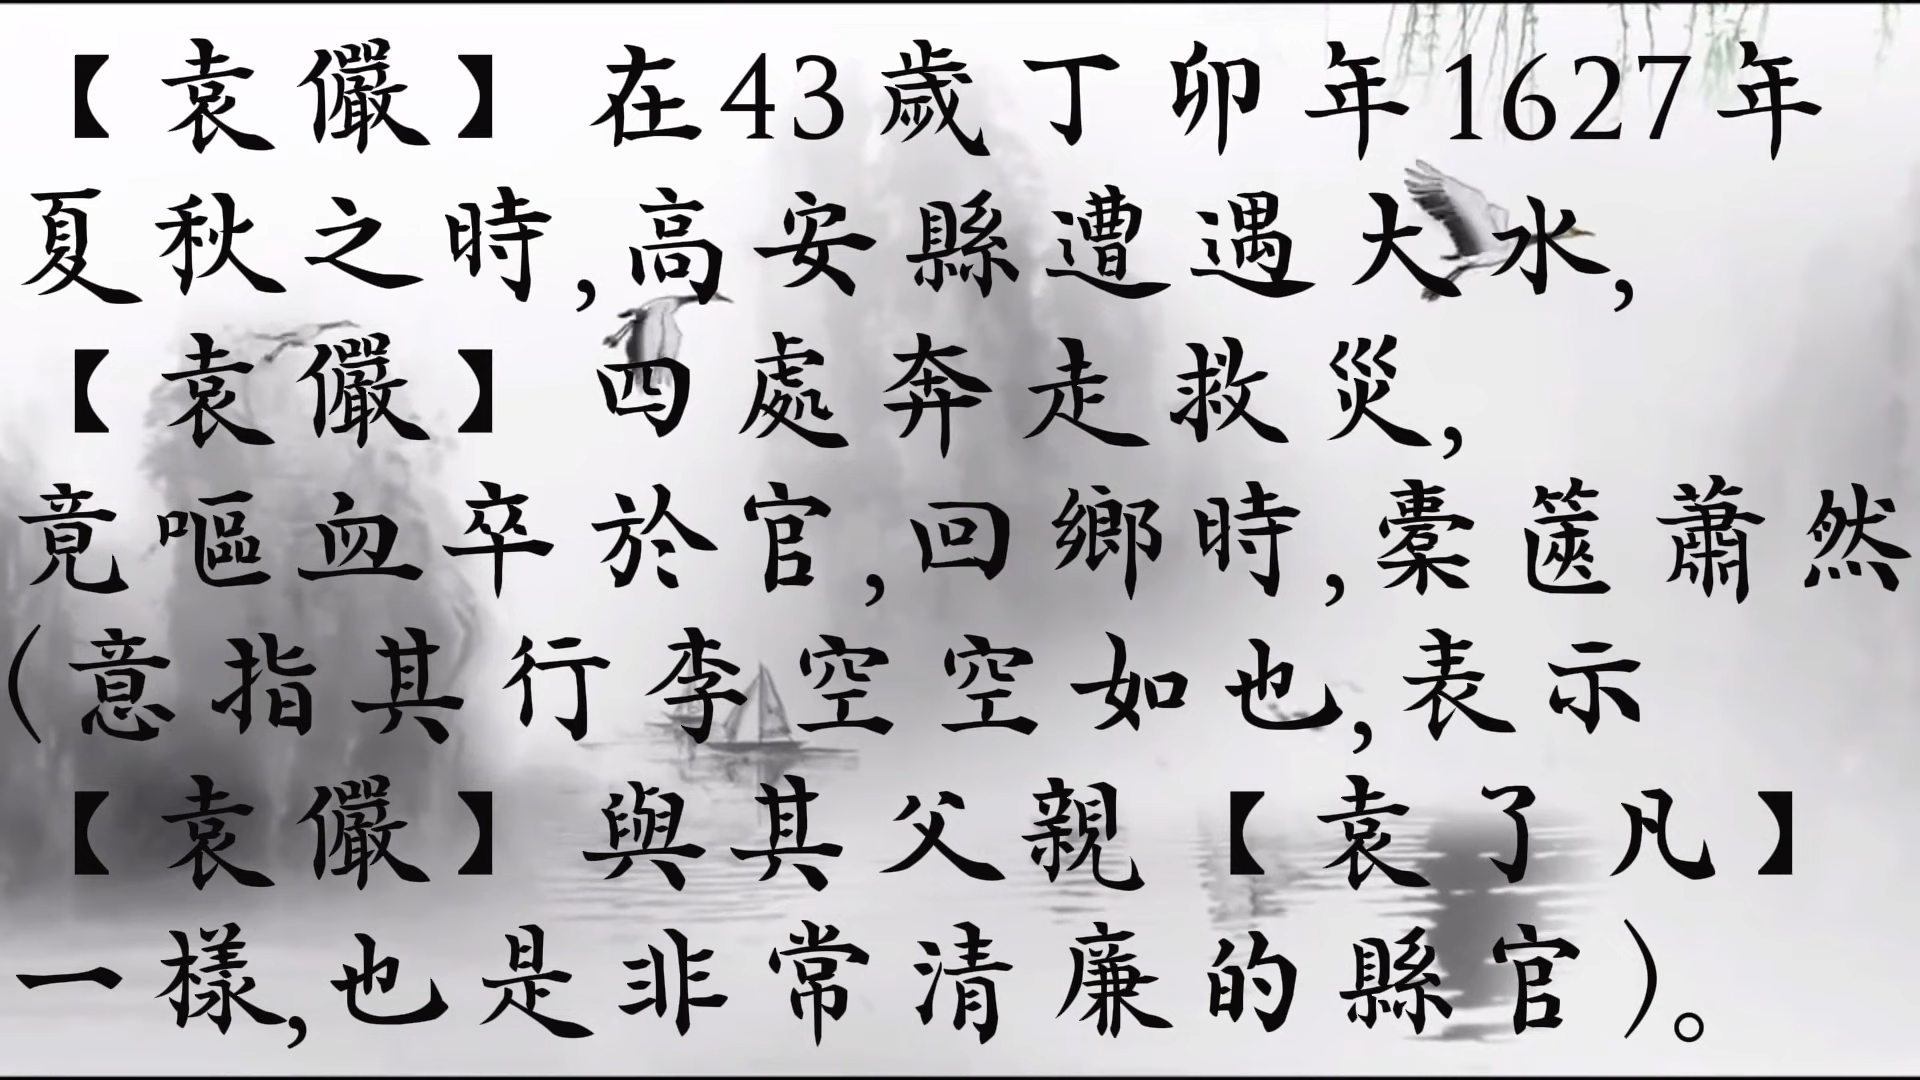 【袁儼】在43歲丁卯年1627年
夏秋之時,高安縣遭遇大水,
【袁儼】四處奔走救災,
竟嘔血卒於官,回鄉時,橐篋蕭然
(意指其行李空空如也,表示
【袁儼】與其父親【袁了凡】
一樣,也是非常清廉的縣官)。